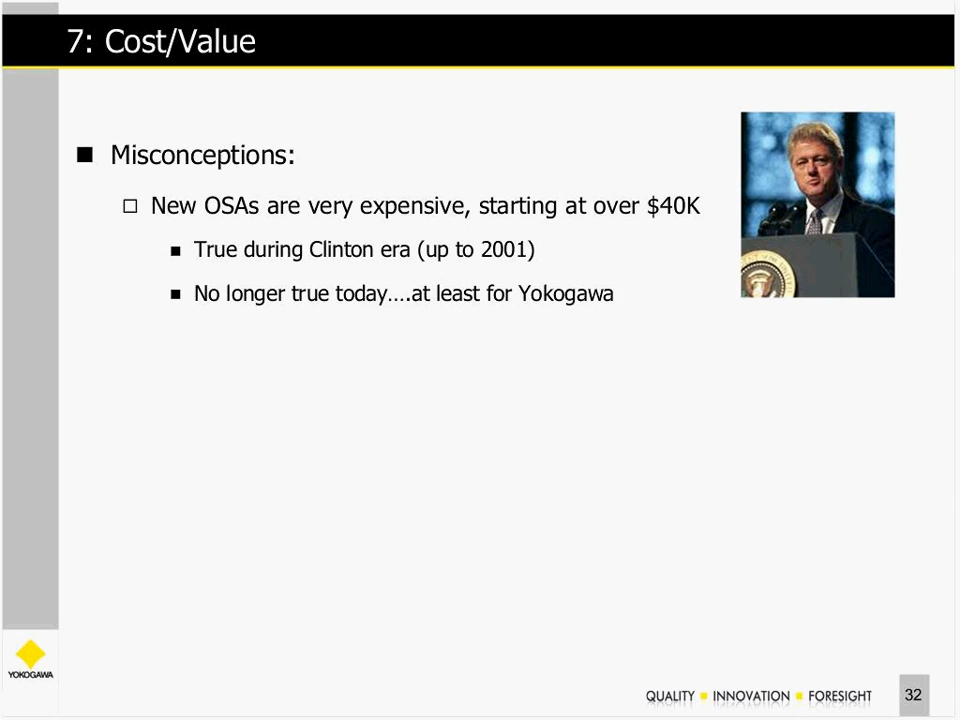 7: Cost/Value
Misconceptions:
New OSAs are very expensive, starting at over $40K
True during Clinton era (up to 2001)
No longer true today….at least for Yokogawa
YOKOGAWA
QUALITY ■ INNOVATION ■ FORESIGHT
32